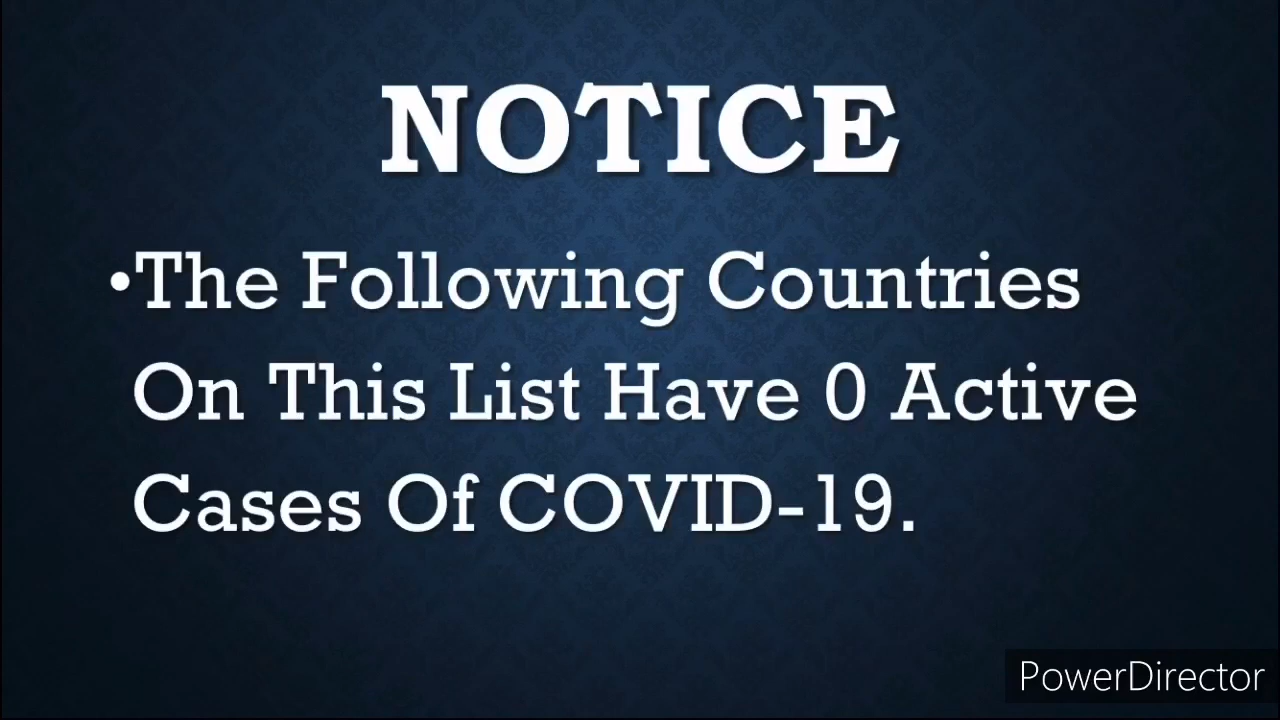 NOTICE
•The Following Countries
On This List Have 0 Active
Cases Of COVID-19.
PowerDirector